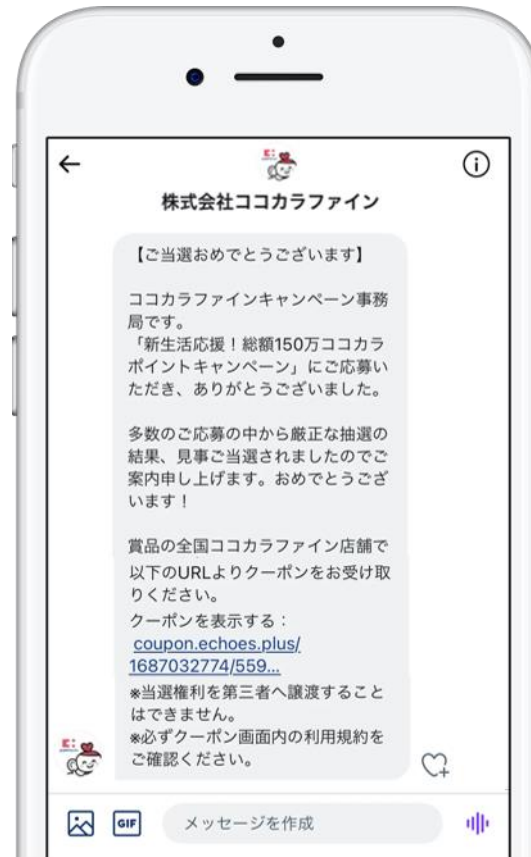 株式会社ココカラファイン
【ご当選おめでとうございます】
ココカラファインキャンペーン事務
局です。
「新生活応援!総額150万ココカラ
ポイントキャンペーン」にご応募い
ただき、ありがとうございました。
多数のご応募の中から厳正な抽選の
結果、見事ご当選されましたのでご
案内申し上げます。おめでとうござ
います!
賞品の全国ココカラファイン店舗で
以下のURLよりクーポンをお受け取
りください。
クーポンを表示する:
coupon.echoes.plus/
1687032774/559...
※当選権利を第三者へ譲渡すること
はできません。
※必ずクーポン画面内の利用規約を
ご確認ください。
GIF
メッセージを作成